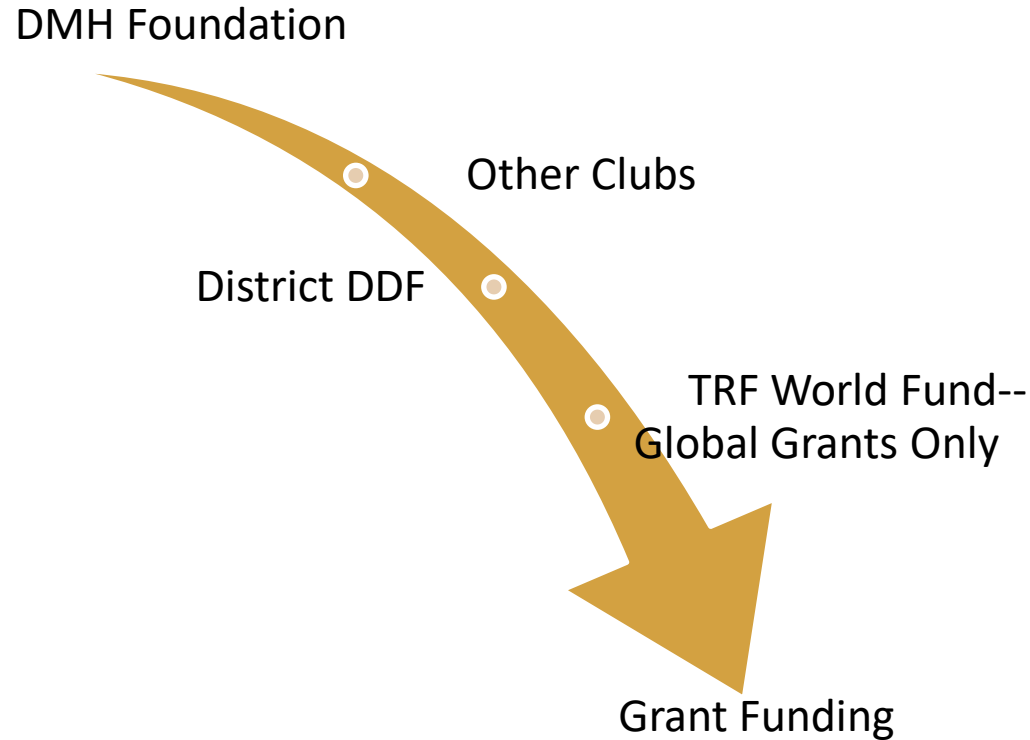 DMH Foundation
Other Clubs
District DDF
TRF World Fund--
Global Grants Only
Grant Funding